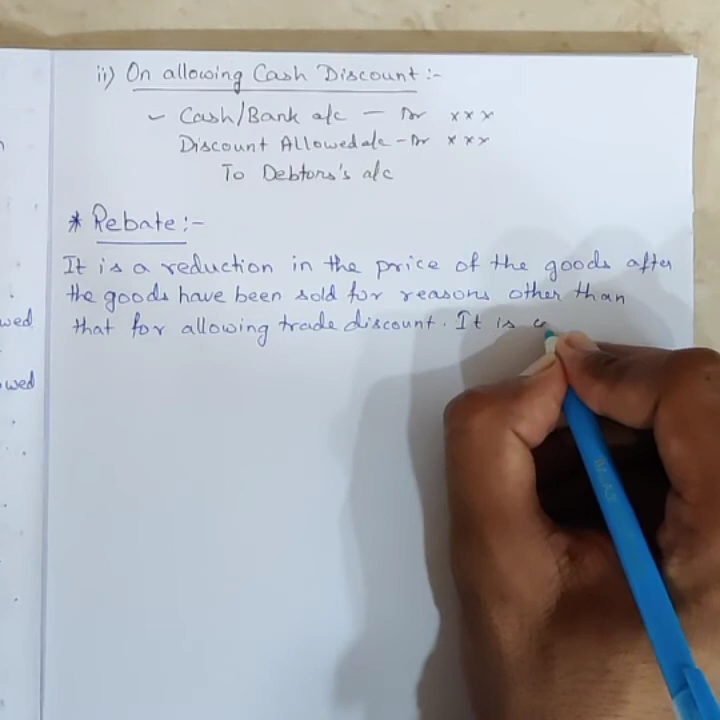 ii) On allowing Cash Discount :-
Cash/Bank a/c - Dr xxx
Discount Allowed a/c - Dr xxx
To Debtors's a/c
* Rebate :-
It is a reduction in the price of the goods after
the goods have been sold for reasons other than
that for allowing trade discount. It is
wed
owed